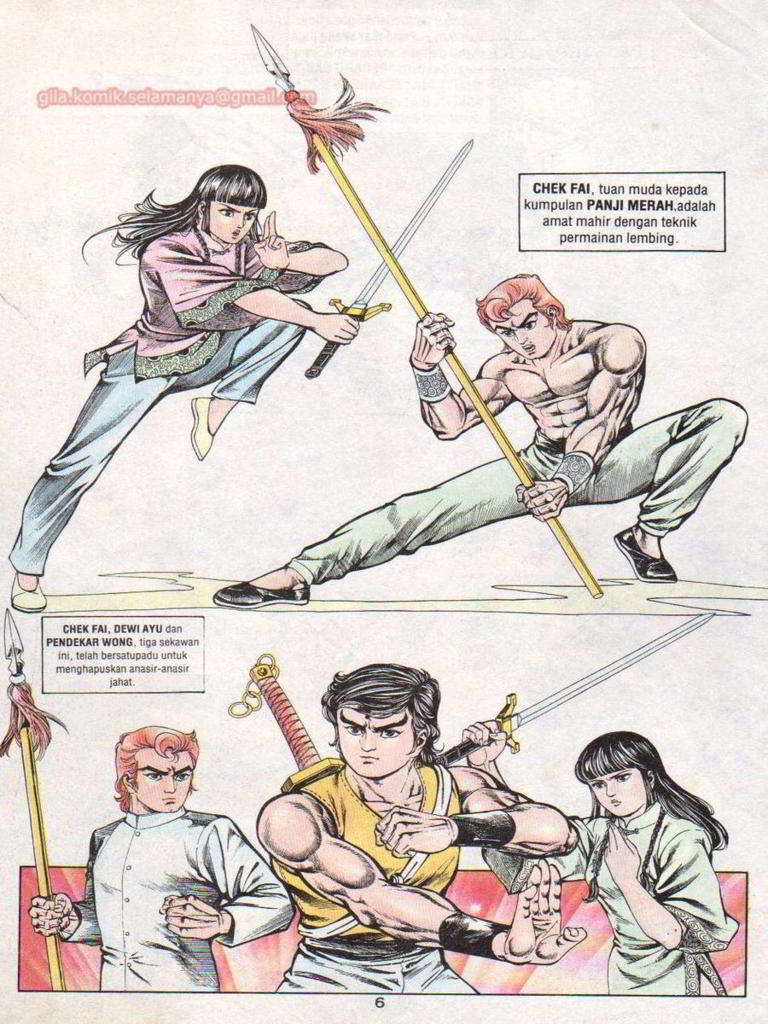 gila.komik.selamanya@gmail.com
CHEK FAI, tuan muda kepada
kumpulan PANJI MERAH,adalah
amat mahir dengan teknik
permainan lembing.
CHEK FAI, DEWI AYU dan
PENDEKAR WONG, tiga sekawan
ini, telah bersatupadu untuk
menghapuskan anasir-anasir
jahat.
6